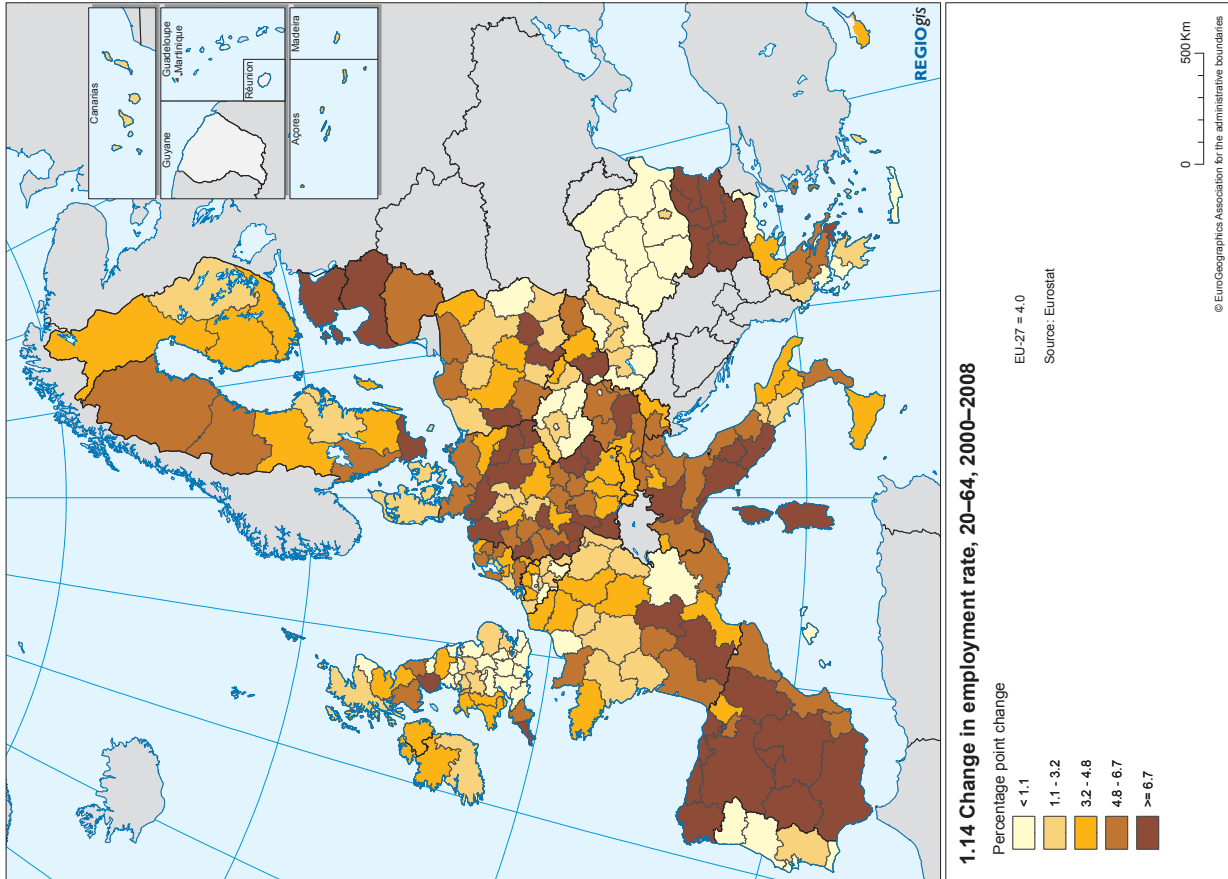 Canarias
Guyane
Guadeloupe
Martinique
Réunion
Açores
Madeira
REGIOgis
1.14 Change in employment rate, 20–64, 2000–2008
Percentage point change
< 1.1
1.1 - 3.2
3.2 - 4.8
4.8 - 6.7
>= 6.7
EU-27 = 4.0
Source: Eurostat
0 500 Km
© EuroGeographics Association for the administrative boundaries